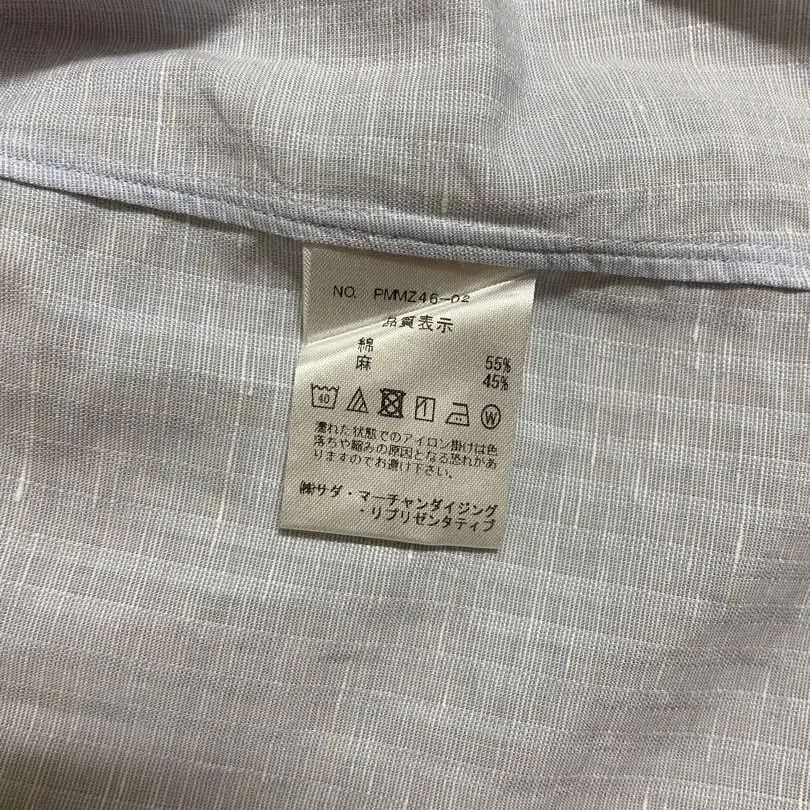 NO. PMMZ46-02
品質表示
綿 55%
麻 45%
40 W
濡れた状態でのアイロン掛けは色
落ちや縮みの原因となる恐れがあ
りますのでお避け下さい。
㈱サダ・マーチャンダイジング
・リプリゼンタティブ